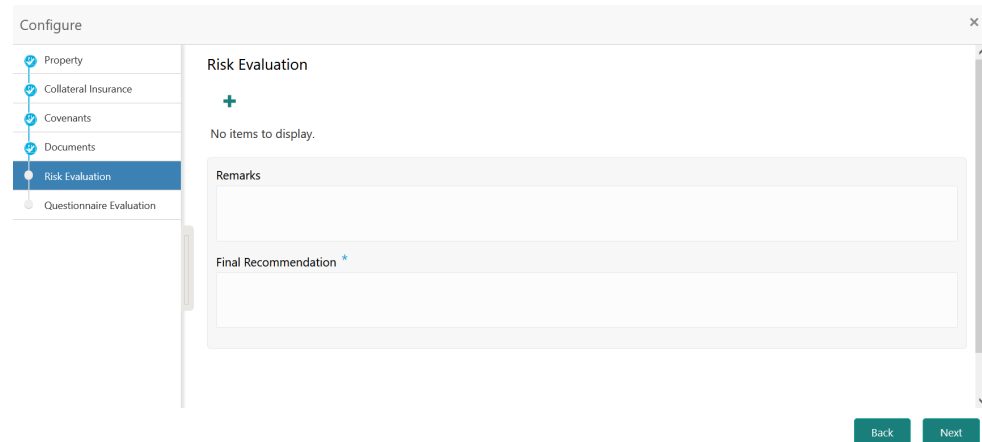 Configure
Property
Collateral Insurance
Covenants
Documents
Risk Evaluation
Questionnaire Evaluation
Risk Evaluation
No items to display.
Remarks
Final Recommendation *
Back
Next